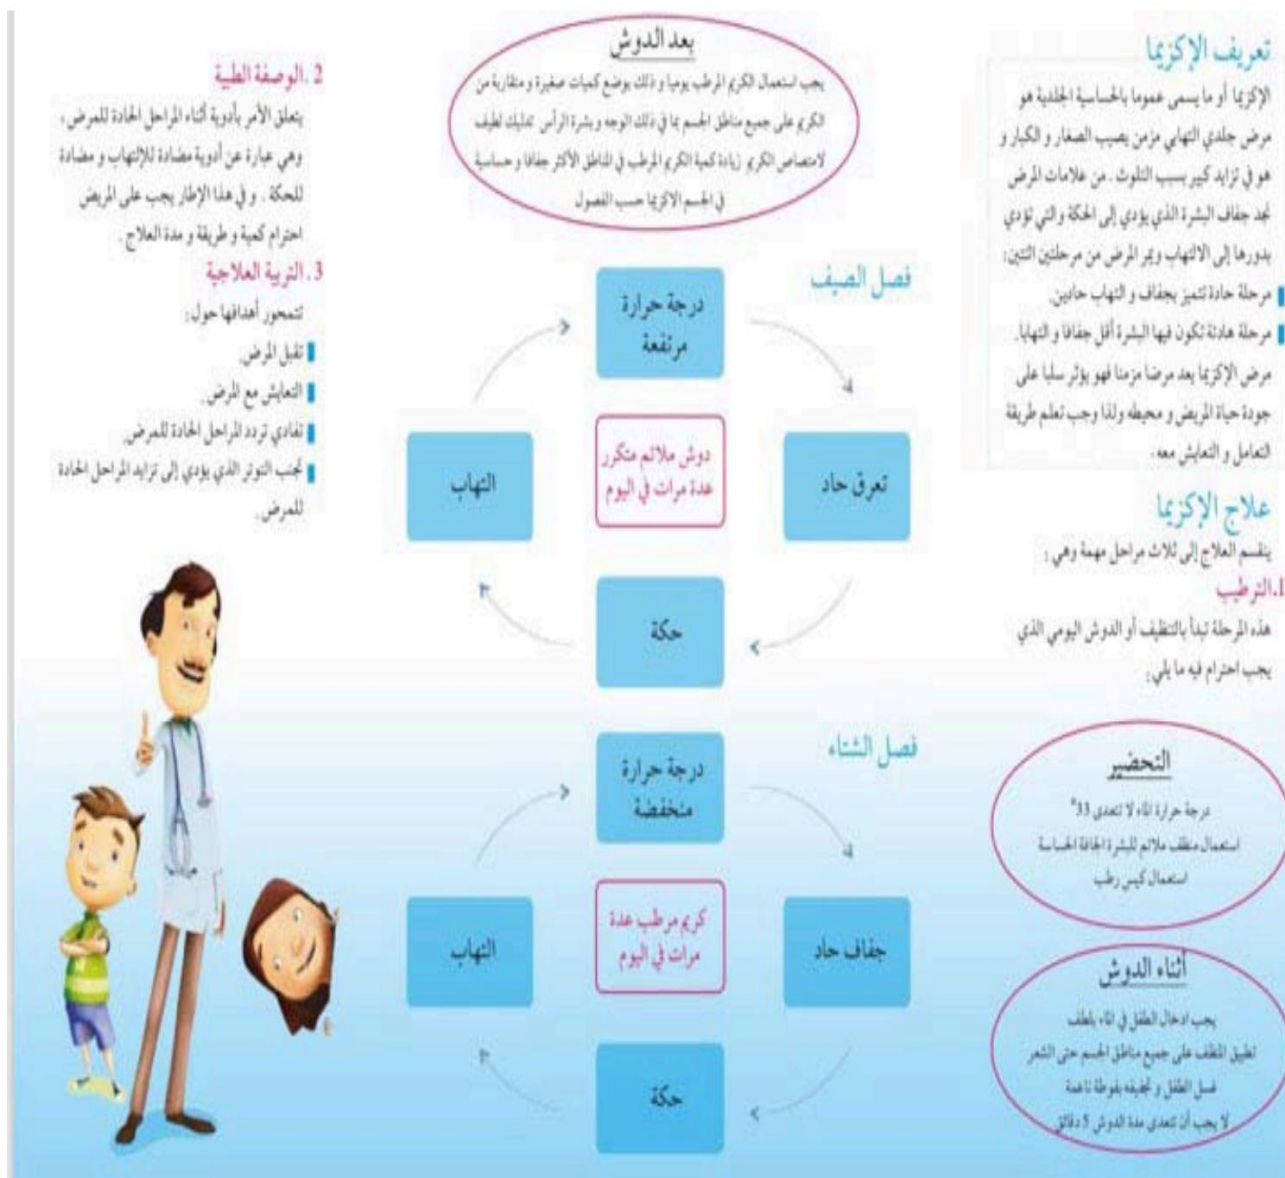 تعريف الإكزيما
الإكزيما أو ما يسمى عموما بالحساسية الجلدية هو
مرض جلدي التهابي مزمن يصيب الصغار و الكبار و
هو في تزايد كبير بسبب التلوث . من علامات المرض
نجد جفاف البشرة الذي يؤدي إلى الحكة والتي تؤدي
بدورها إلى الالتهاب ويمر المرض من مرحلتين اثنتين:
مرحلة حادة تتميز بجفاف و التهاب حادين.
مرحلة هادئة تكون فيها البشرة أقل جفافا و التهابا.
مرض الإكزيما يعد مرضا مزمنا فهو يؤثر سلبا على
جودة حياة المريض و محيطه ولذا وجب تعلم طريقة
التعامل و التعايش معه.
علاج الإكزيما
ينقسم العلاج إلى ثلاث مراحل مهمة وهي :
1.الترطيب
هذه المرحلة تبدأ بالتنظيف أو الدوش اليومي الذي
يجب احترام فيه ما يلي:
التحضير
درجة حرارة الماء لا تتعدى 33°
استعمال منظف ملائم للبشرة الجافة الحساسة
استعمال كيس رطب
أثناء الدوش
يجب ادخال الطفل في الماء بلطف
تطبيق المنظف على جميع مناطق الجسم حتى الشعر
غسل الطفل و تجفيفه بفوطة ناعمة
لا يجب أن تتعدى مدة الدوش 5 دقائق
بعد الدوش
يجب استعمال الكريم المرطب يوميا و ذلك بوضع كميات صغيرة و متقاربة من
الكريم على جميع مناطق الجسم بما في ذلك الوجه و بشرة الرأس تدليك لطيف
لامتصاص الكريم زيادة كمية الكريم المرطب في المناطق الأكثر جفافا و حساسية
في الجسم الاكزيما حسب الفصول
فصل الصيف
درجة حرارة
مرتفعة
تعرق حاد
دوش ملائم متكرر
عدة مرات في اليوم
التهاب
حكة
فصل الشتاء
درجة حرارة
منخفضة
جفاف حاد
كريم مرطب عدة
مرات في اليوم
التهاب
حكة
2 .الوصفة الطبية
يتعلق الأمر بأدوية أثناء المراحل الحادة للمرض ،
وهي عبارة عن أدوية مضادة للإلتهاب و مضادة
للحكة . و في هذا الإطار يجب على المريض
احترام كمية و طريقة و مدة العلاج .
3 .التربية العلاجية
تتمحور أهدافها حول:
تقبل المرض.
التعايش مع المرض.
تفادي تردد المراحل الحادة للمرض.
تجنب التوتر الذي يؤدي إلى تزايد المراحل الحادة
للمرض .